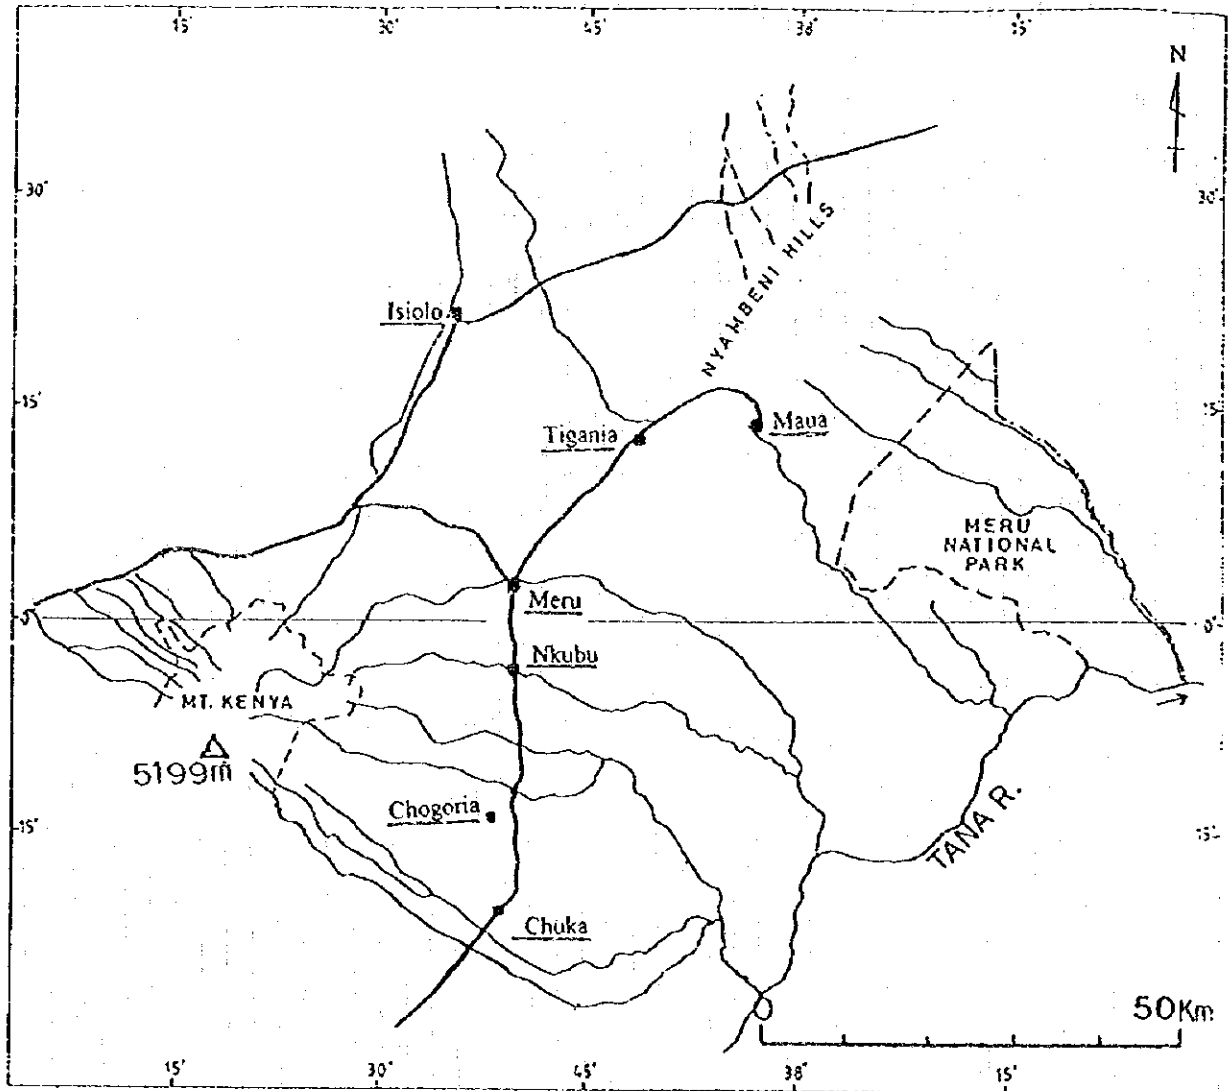 15'
30'
45'
38°
15'
N
30'
30'
NYAMBENI HILLS
Isiolo
15'
15'
Tigania
Maua
MERU
NATIONAL
PARK
Meru
0°
0°
Nkubu
MT. KENYA
5199m
Chogoria
15'
15'
TANA R.
Chuka
50Km
15'
30'
45'
38°
15'